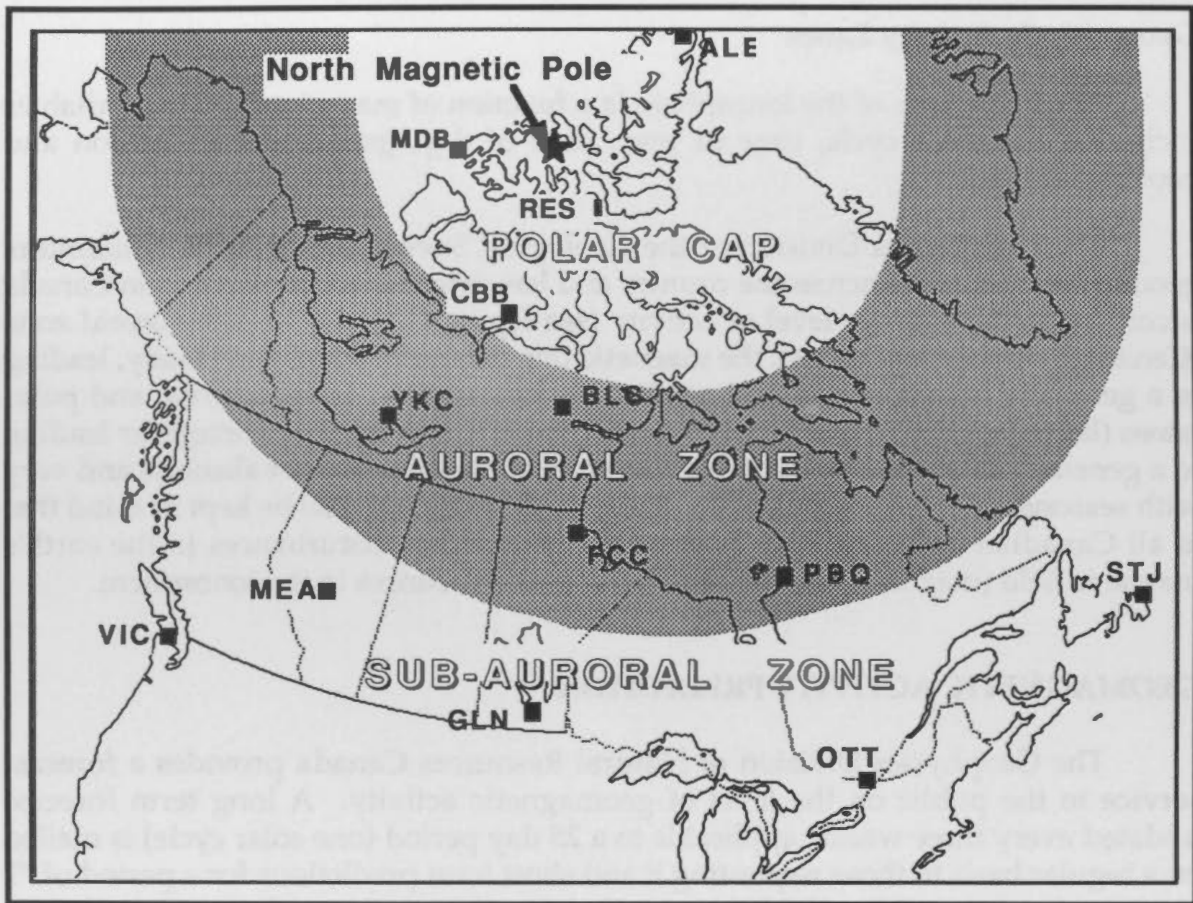 ALE
North Magnetic Pole
MDB
RES
POLAR CAP
CBB
YKC
BLC
AURORAL ZONE
FCC
PBQ
STJ
MEA
VIC
SUB-AURORAL ZONE
GLN
OTT